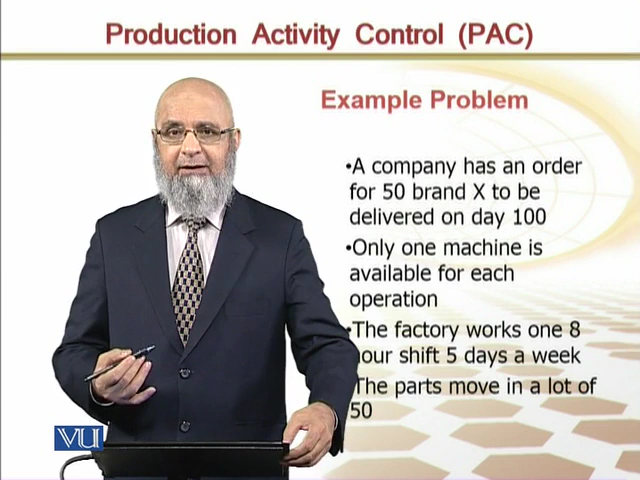 Production Activity Control (PAC)
Example Problem
•A company has an order
for 50 brand X to be
delivered on day 100
•Only one machine is
available for each
operation
•The factory works one 8
hour shift 5 days a week
•The parts move in a lot of
50
VU